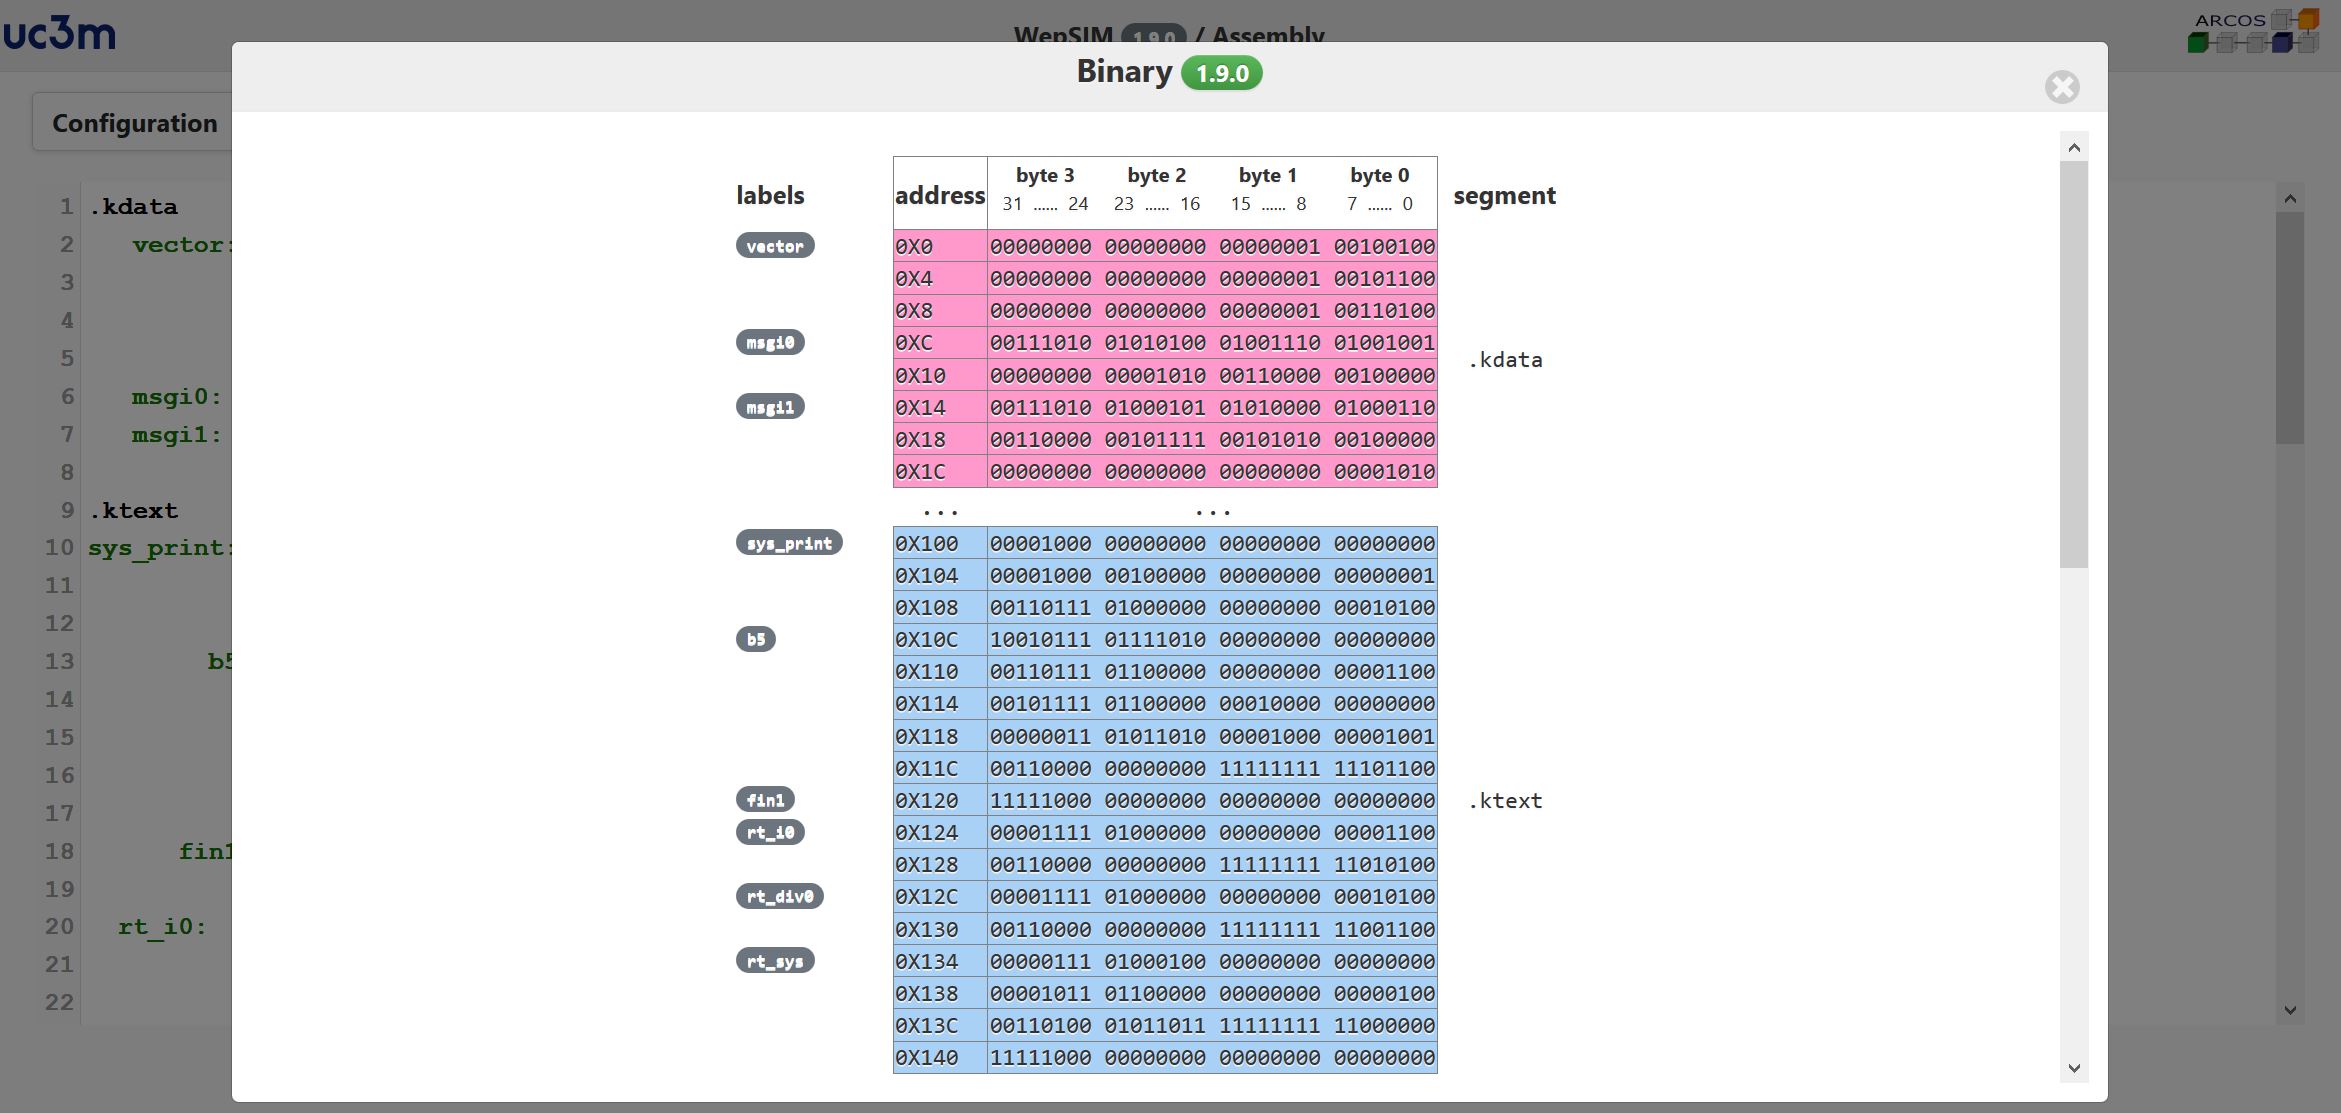 uc3m
WepSIM 1.9.0 / Assembly
ARCOS
Binary 1.9.0
Configuration
labels address byte 3 byte 2 byte 1 byte 0 segment
31 ...... 24 23 ...... 16 15 ...... 8 7 ...... 0
1 .kdata
2 vector:
3
4
5
6 msgi0:
7 msgi1:
8
9 .ktext
10 sys_print:
11
12
13 b5
14
15
16
17
18 fin1
19
20 rt_i0:
21
22
vector 0X0 00000000 00000000 00000001 00100100
0X4 00000000 00000000 00000001 00101100
0X8 00000000 00000000 00000001 00110100
msgi0 0XC 00111010 01010100 01001110 01001001
.kdata
0X10 00000000 00001010 00110000 00100000
msgi1 0X14 00111010 01000101 01010000 01000110
0X18 00110000 00101111 00101010 00100000
0X1C 00000000 00000000 00000000 00001010
... ...
sys_print 0X100 00001000 00000000 00000000 00000000
0X104 00001000 00100000 00000000 00000001
0X108 00110111 01000000 00000000 00010100
b5 0X10C 10010111 01111010 00000000 00000000
0X110 00110111 01100000 00000000 00001100
0X114 00101111 01100000 00010000 00000000
0X118 00000011 01011010 00001000 00001001
0X11C 00110000 00000000 11111111 11101100
fin1 0X120 11111000 00000000 00000000 00000000 .ktext
rt_i0 0X124 00001111 01000000 00000000 00001100
0X128 00110000 00000000 11111111 11010100
rt_div0 0X12C 00001111 01000000 00000000 00010100
0X130 00110000 00000000 11111111 11001100
rt_sys 0X134 00000111 01000100 00000000 00000000
0X138 00001011 01100000 00000000 00000100
0X13C 00110100 01011011 11111111 11000000
0X140 11111000 00000000 00000000 00000000